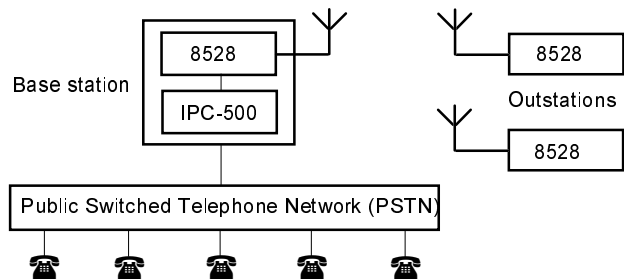 8528
Base station
IPC-500
8528
Outstations
8528
Public Switched Telephone Network (PSTN)